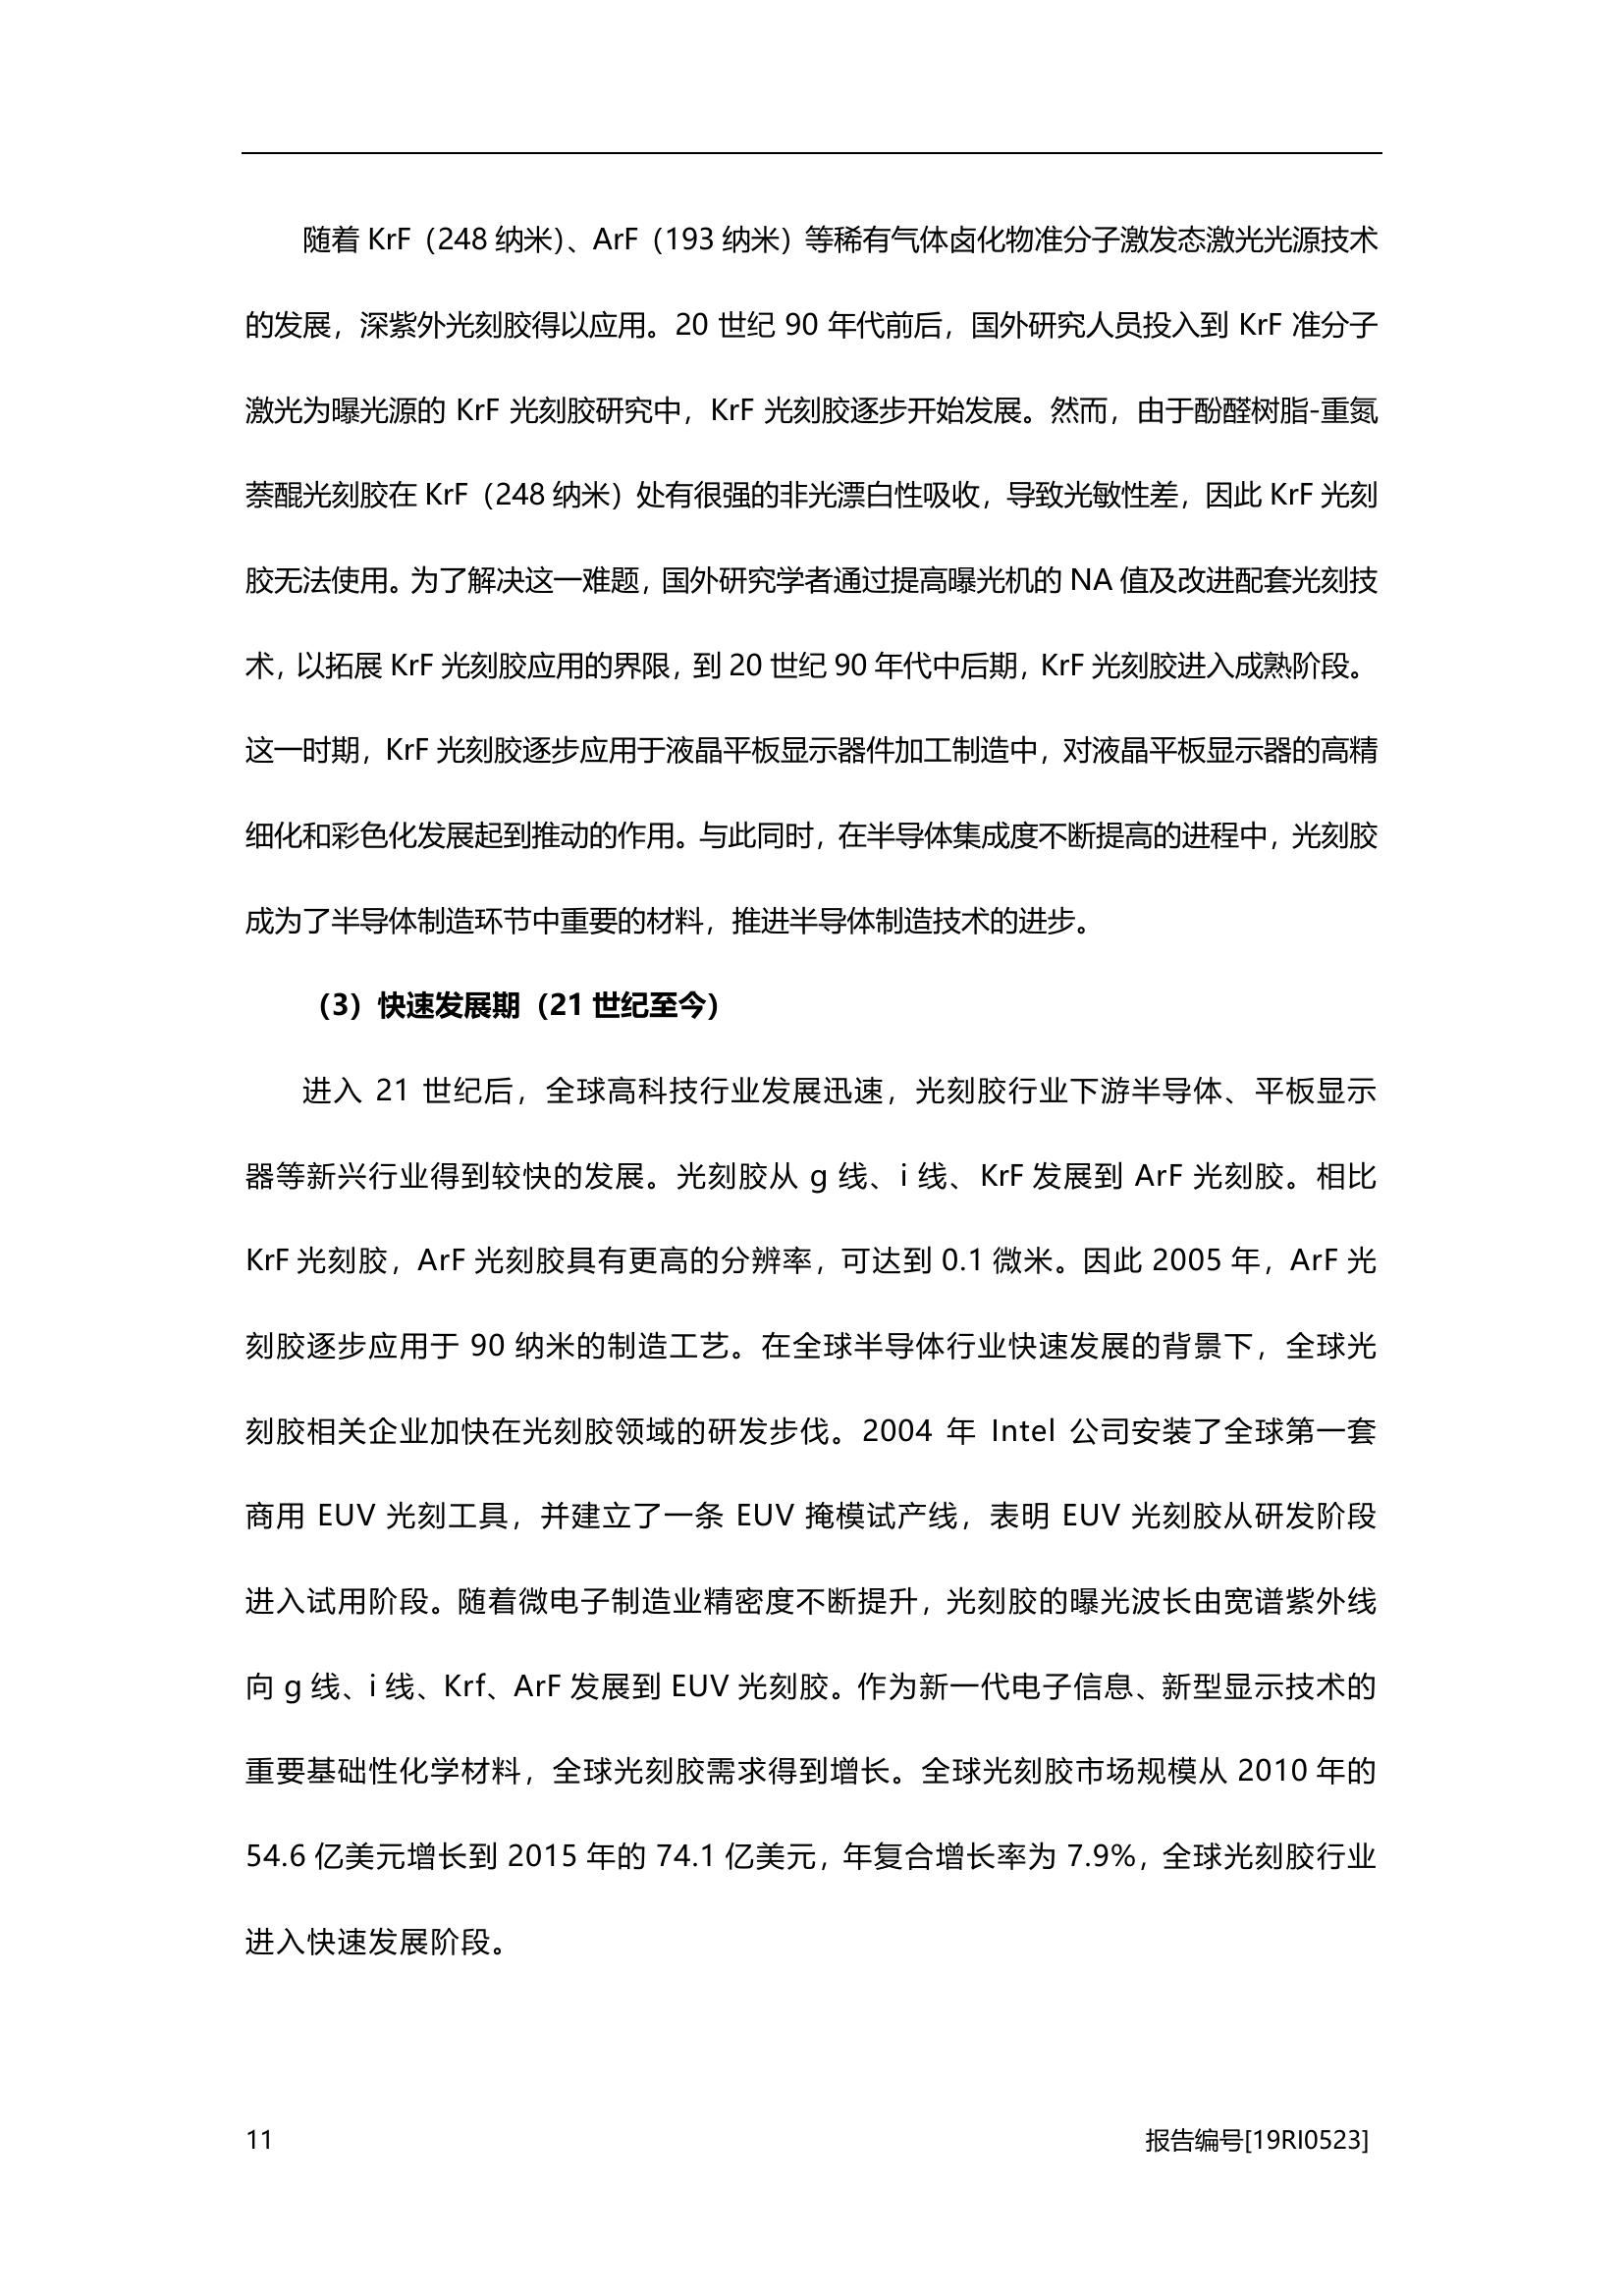 随着 KrF（248 纳米）、ArF（193 纳米）等稀有气体卤化物准分子激发态激光光源技术
的发展，深紫外光刻胶得以应用。20 世纪 90 年代前后，国外研究人员投入到 KrF 准分子
激光为曝光源的 KrF 光刻胶研究中，KrF 光刻胶逐步开始发展。然而，由于酚醛树脂-重氮
萘醌光刻胶在 KrF（248 纳米）处有很强的非光漂白性吸收，导致光敏性差，因此 KrF 光刻
胶无法使用。为了解决这一难题，国外研究学者通过提高曝光机的 NA 值及改进配套光刻技
术，以拓展 KrF 光刻胶应用的界限，到 20 世纪 90 年代中后期，KrF 光刻胶进入成熟阶段。
这一时期，KrF 光刻胶逐步应用于液晶平板显示器件加工制造中，对液晶平板显示器的高精
细化和彩色化发展起到推动的作用。与此同时，在半导体集成度不断提高的进程中，光刻胶
成为了半导体制造环节中重要的材料，推进半导体制造技术的进步。
（3）快速发展期（21 世纪至今）
进入 21 世纪后，全球高科技行业发展迅速，光刻胶行业下游半导体、平板显示
器等新兴行业得到较快的发展。光刻胶从 g 线、i 线、KrF 发展到 ArF 光刻胶。相比
KrF 光刻胶，ArF 光刻胶具有更高的分辨率，可达到 0.1 微米。因此 2005 年，ArF 光
刻胶逐步应用于 90 纳米的制造工艺。在全球半导体行业快速发展的背景下，全球光
刻胶相关企业加快在光刻胶领域的研发步伐。2004 年 Intel 公司安装了全球第一套
商用 EUV 光刻工具，并建立了一条 EUV 掩模试产线，表明 EUV 光刻胶从研发阶段
进入试用阶段。随着微电子制造业精密度不断提升，光刻胶的曝光波长由宽谱紫外线
向 g 线、i 线、Krf、ArF 发展到 EUV 光刻胶。作为新一代电子信息、新型显示技术的
重要基础性化学材料，全球光刻胶需求得到增长。全球光刻胶市场规模从 2010 年的
54.6 亿美元增长到 2015 年的 74.1 亿美元，年复合增长率为 7.9%，全球光刻胶行业
进入快速发展阶段。
11 报告编号[19RI0523]